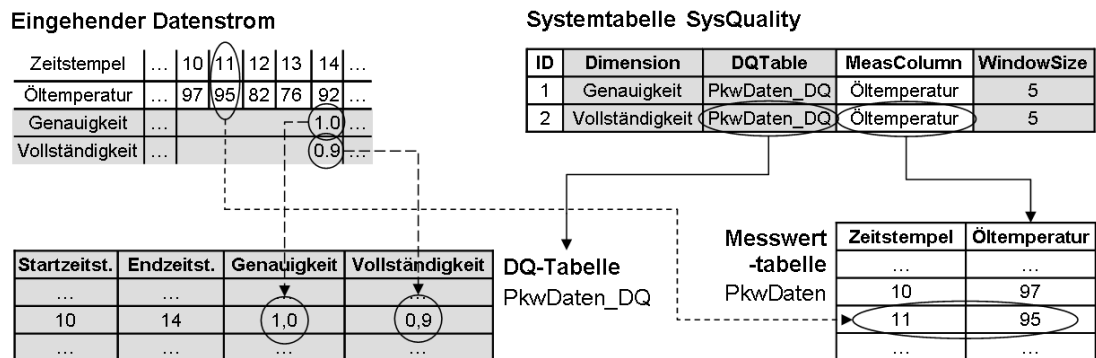 Eingehender Datenstrom
Zeitstempel ... 10 11 12 13 14 ...
Öltemperatur ... 97 95 82 76 92 ...
Genauigkeit ... 1.0 ...
Vollständigkeit ... 0.9 ...
Systemtabelle SysQuality
ID Dimension DQTable MeasColumn WindowSize
1 Genauigkeit PkwDaten_DQ Öltemperatur 5
2 Vollständigkeit PkwDaten_DQ Öltemperatur 5
Startzeitst. Endzeitst. Genauigkeit Vollständigkeit
... ... ... ...
10 14 1,0 0,9
... ... ... ...
DQ-Tabelle
PkwDaten_DQ
Messwert
-tabelle
PkwDaten
Zeitstempel Öltemperatur
... ...
10 97
11 95
... ...